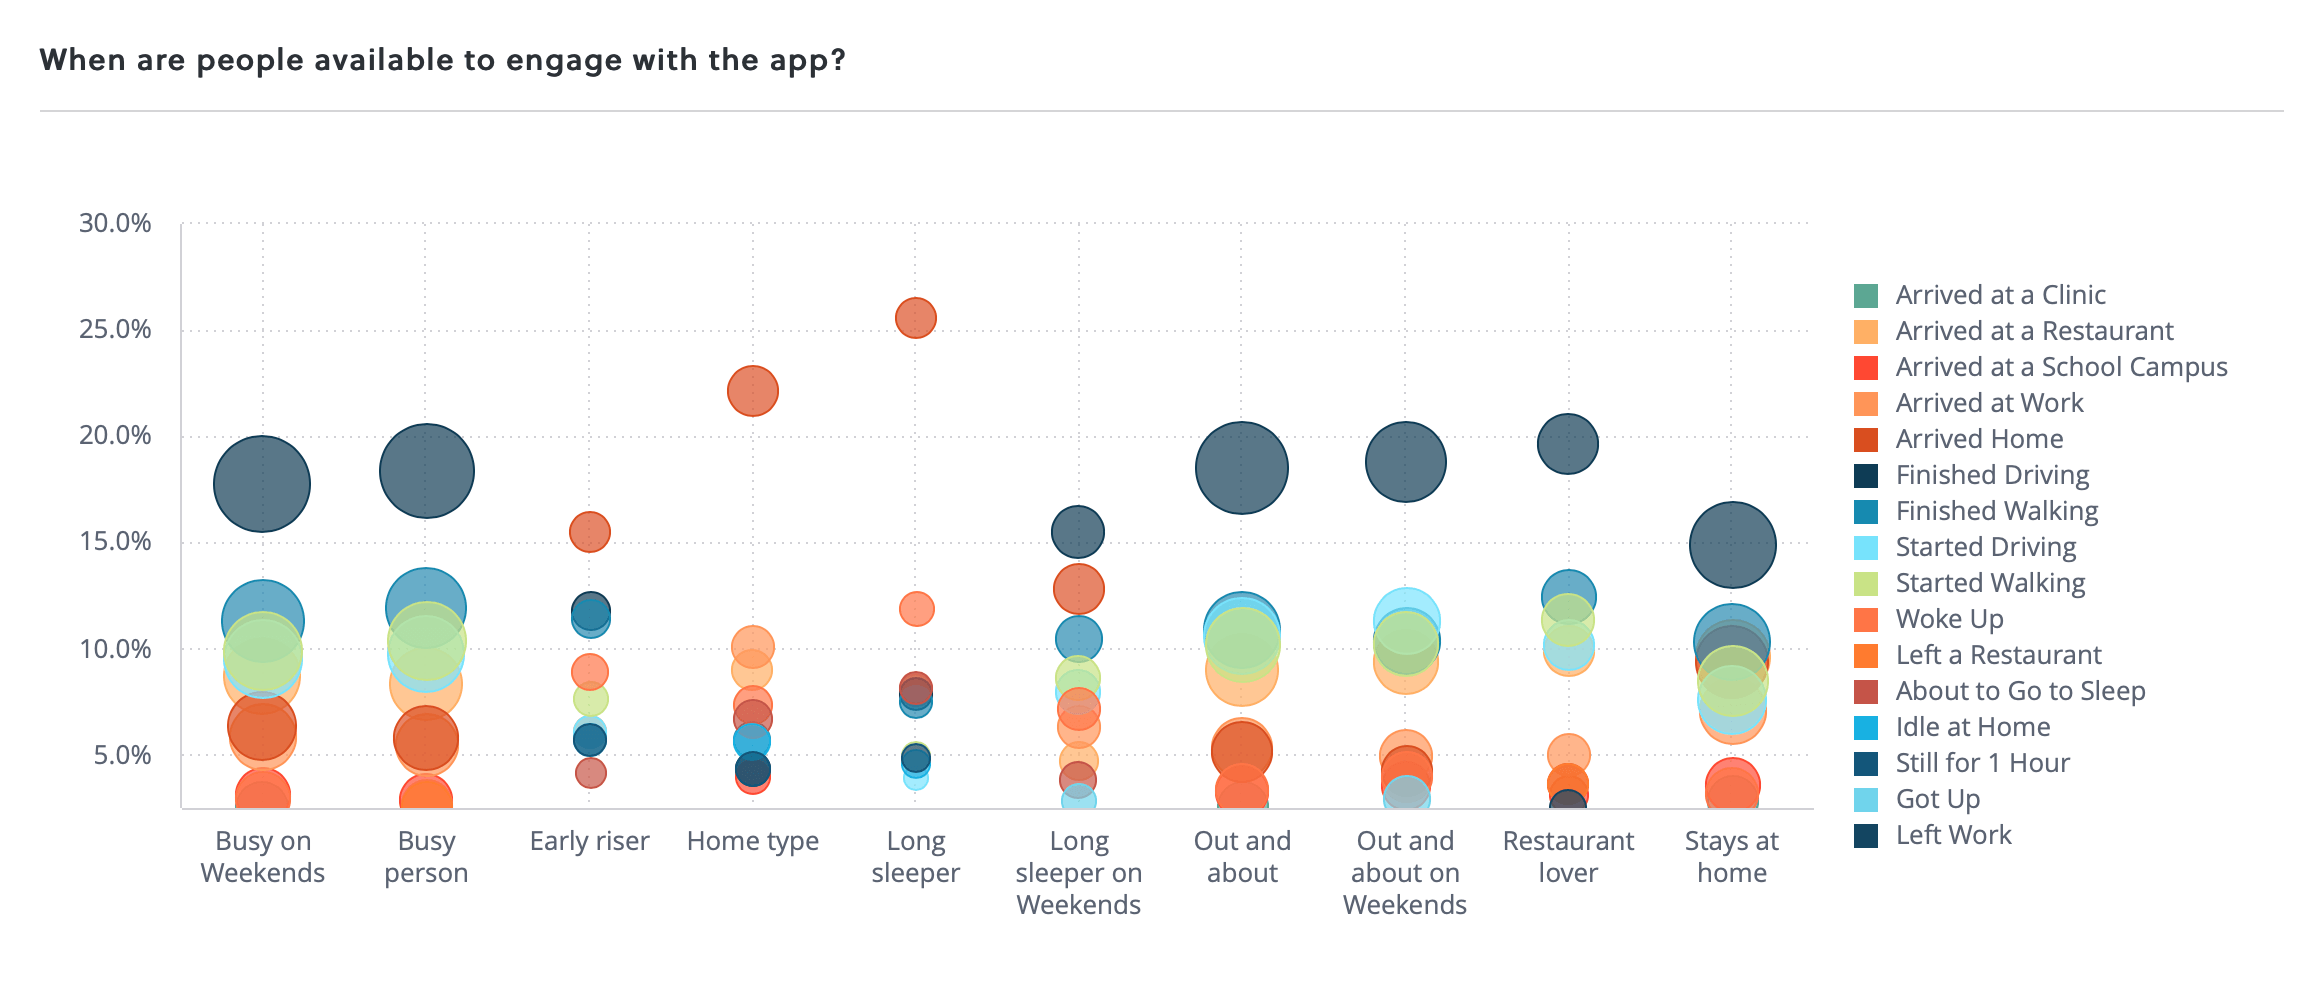 When are people available to engage with the app?
30.0%
25.0%
20.0%
15.0%
10.0%
5.0%
Busy on
Weekends
Busy
person
Early riser
Home type
Long
sleeper
Long
sleeper on
Weekends
Out and
about
Out and
about on
Weekends
Restaurant
lover
Stays at
home
Arrived at a Clinic
Arrived at a Restaurant
Arrived at a School Campus
Arrived at Work
Arrived Home
Finished Driving
Finished Walking
Started Driving
Started Walking
Woke Up
Left a Restaurant
About to Go to Sleep
Idle at Home
Still for 1 Hour
Got Up
Left Work